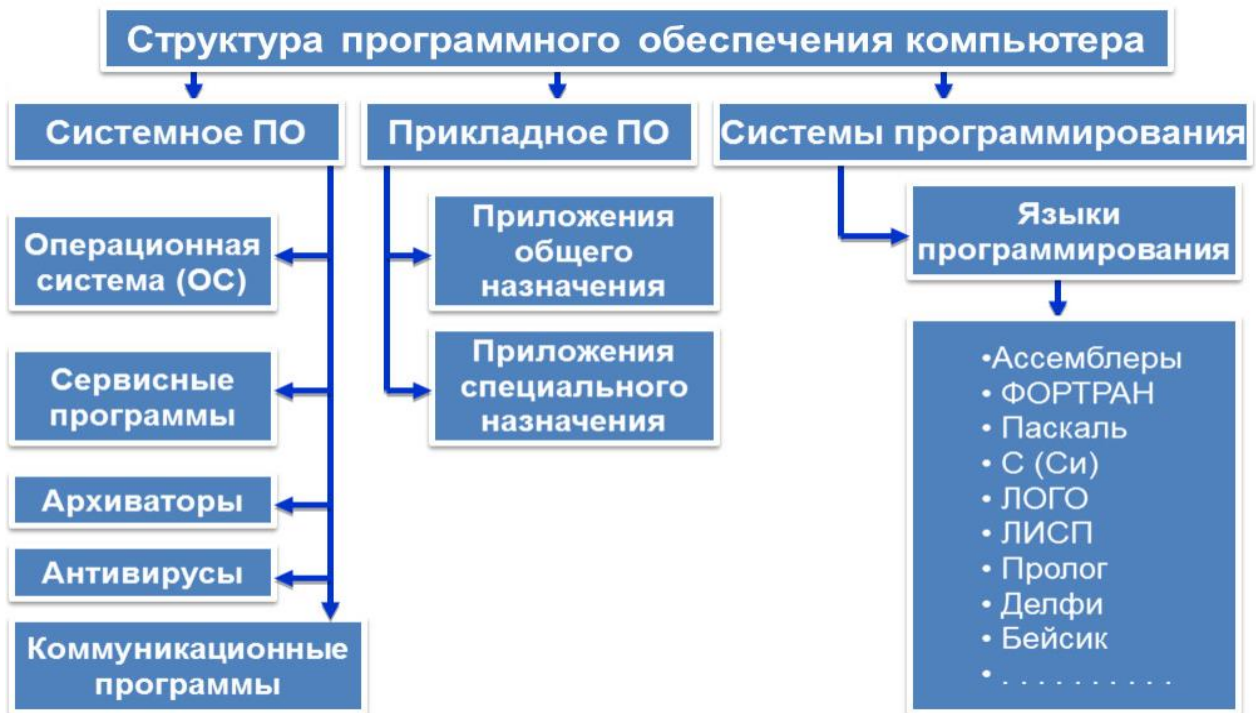 Структура программного обеспечения компьютера
Системное ПО
Прикладное ПО
Системы программирования
Операционная
система (ОС)
Сервисные
программы
Архиваторы
Антивирусы
Коммуникационные
программы
Приложения
общего
назначения
Приложения
специального
назначения
Языки
программирования
•Ассемблеры
• ФОРТРАН
• Паскаль
• С (Си)
• ЛОГО
• ЛИСП
• Пролог
• Делфи
• Бейсик
• . . . . . . . . . .